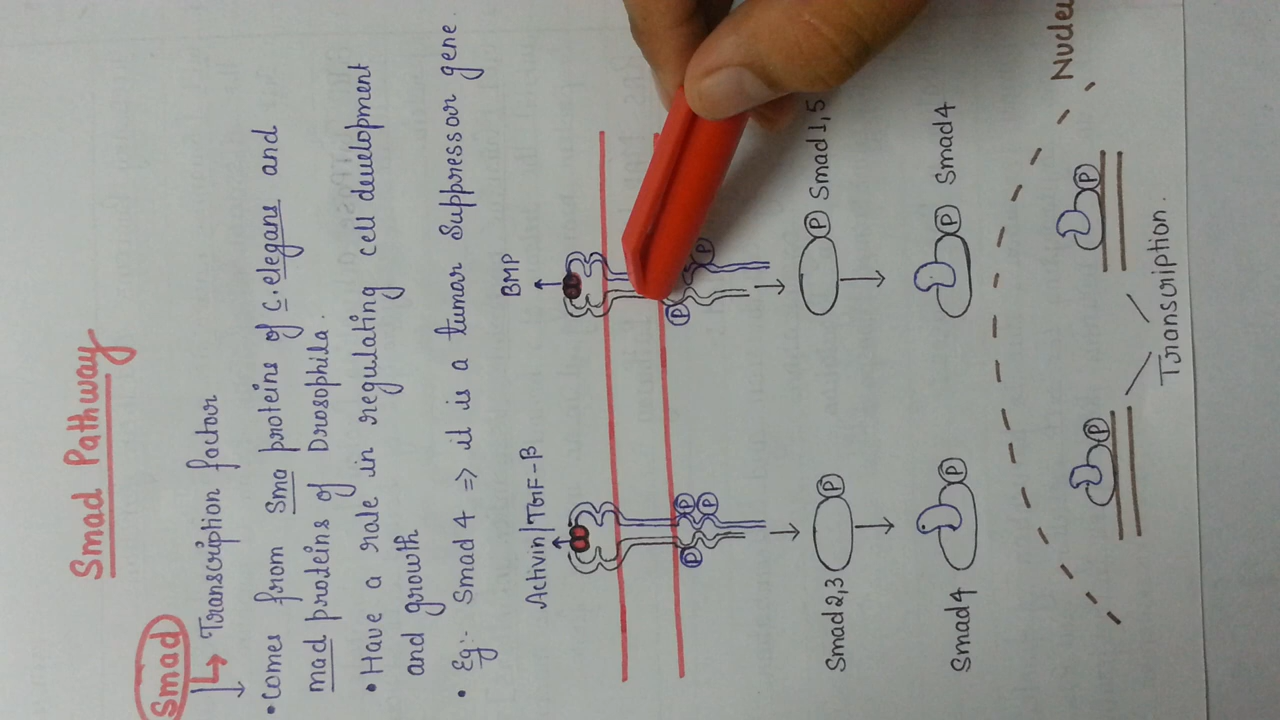 Smad Pathway
Smad
Transcription factor
• Comes from Sma proteins of C.elegans and
mad proteins of Drosophila.
• Have a role in regulating cell development
and growth
• Eg:- Smad 4 => it is a tumor suppressor gene.
Activin/TGF-B
BMP
P
P
P
P
P
Smad 2,3 P
P Smad 1,5
Smad 4 P
P Smad 4
Nucle
P
P
Transcription.